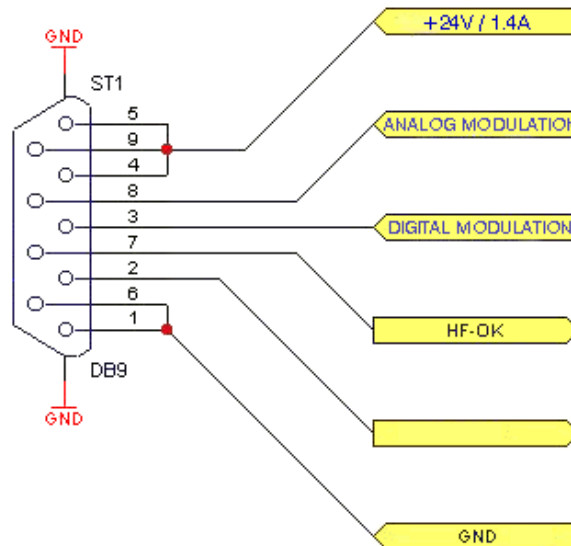 +24V / 1.4A
GND
ST1
5
9
4
8
3
7
2
6
1
ANALOG MODULATION
DIGITAL MODULATION
HF-OK
DB9
GND
GND